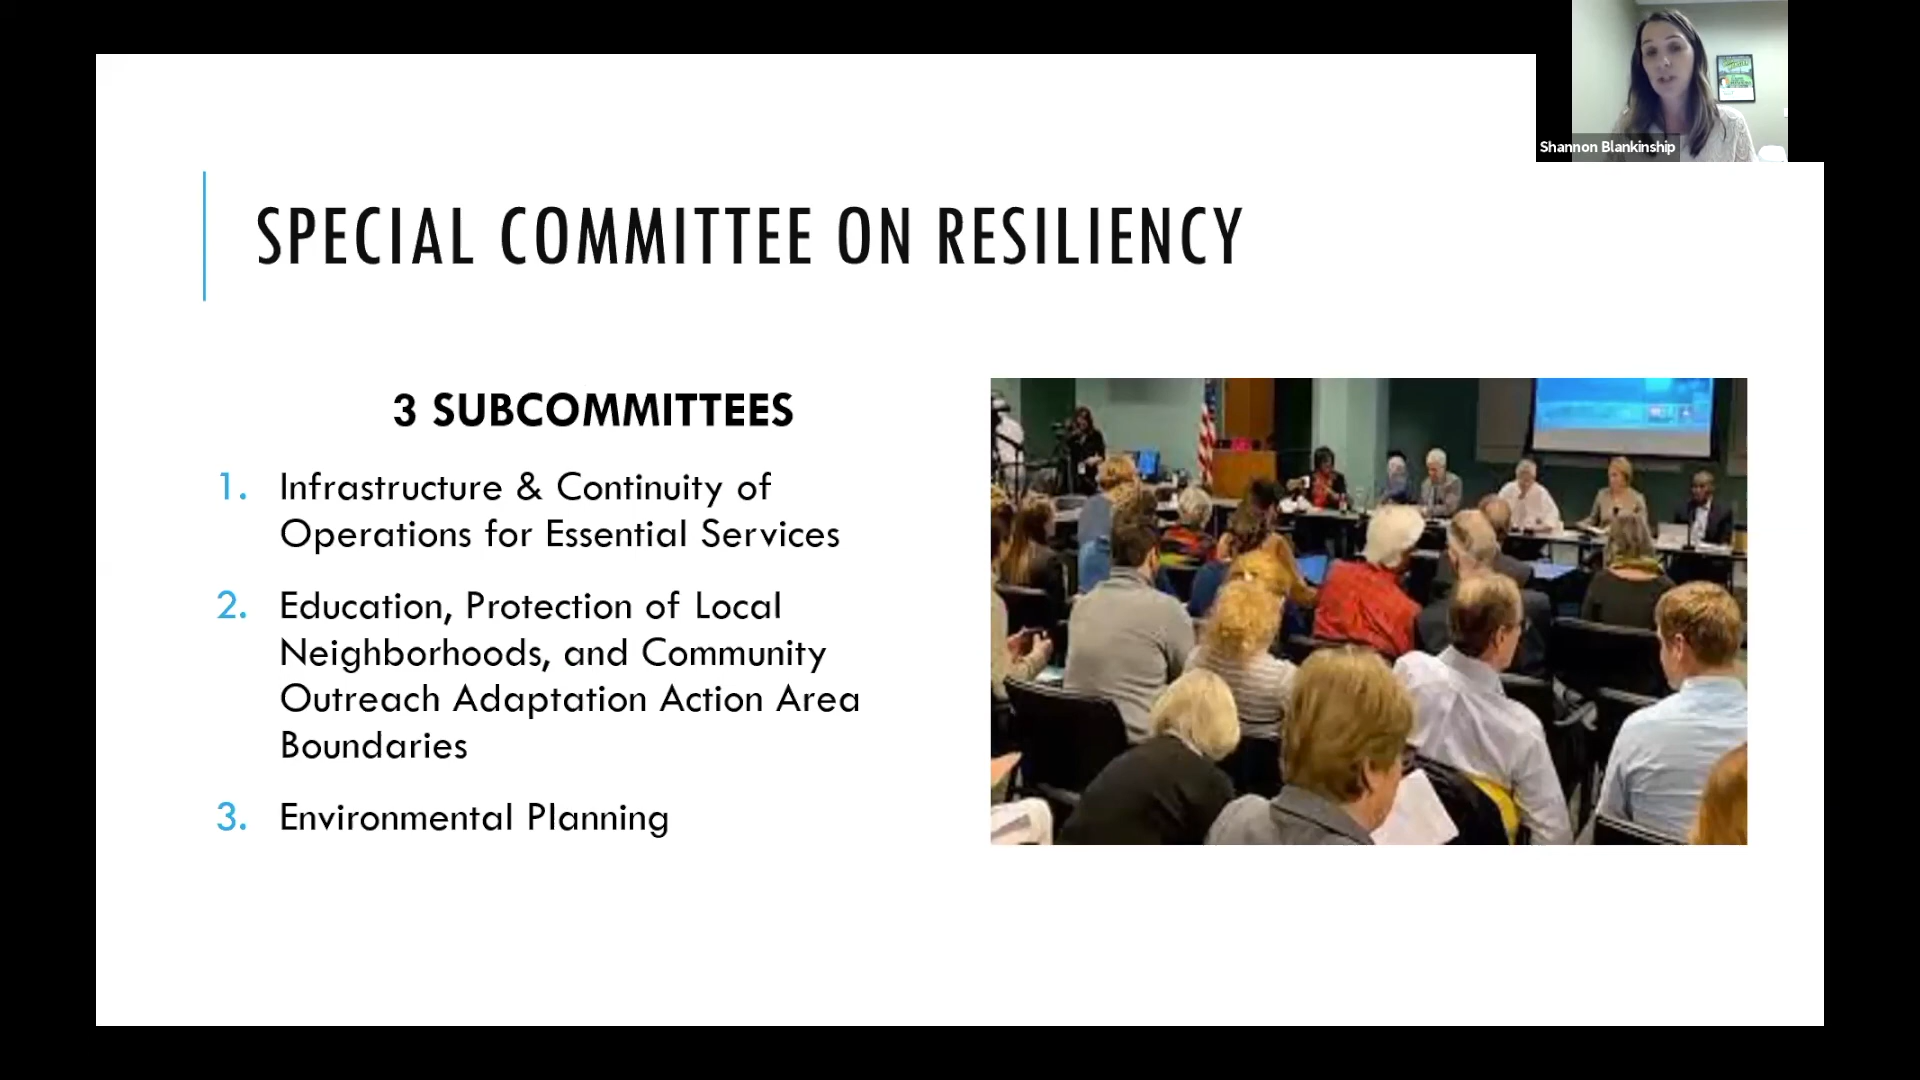 Shannon Blankinship
SPECIAL COMMITTEE ON RESILIENCY
3 SUBCOMMITTEES
1. Infrastructure & Continuity of
Operations for Essential Services
2. Education, Protection of Local
Neighborhoods, and Community
Outreach Adaptation Action Area
Boundaries
3. Environmental Planning